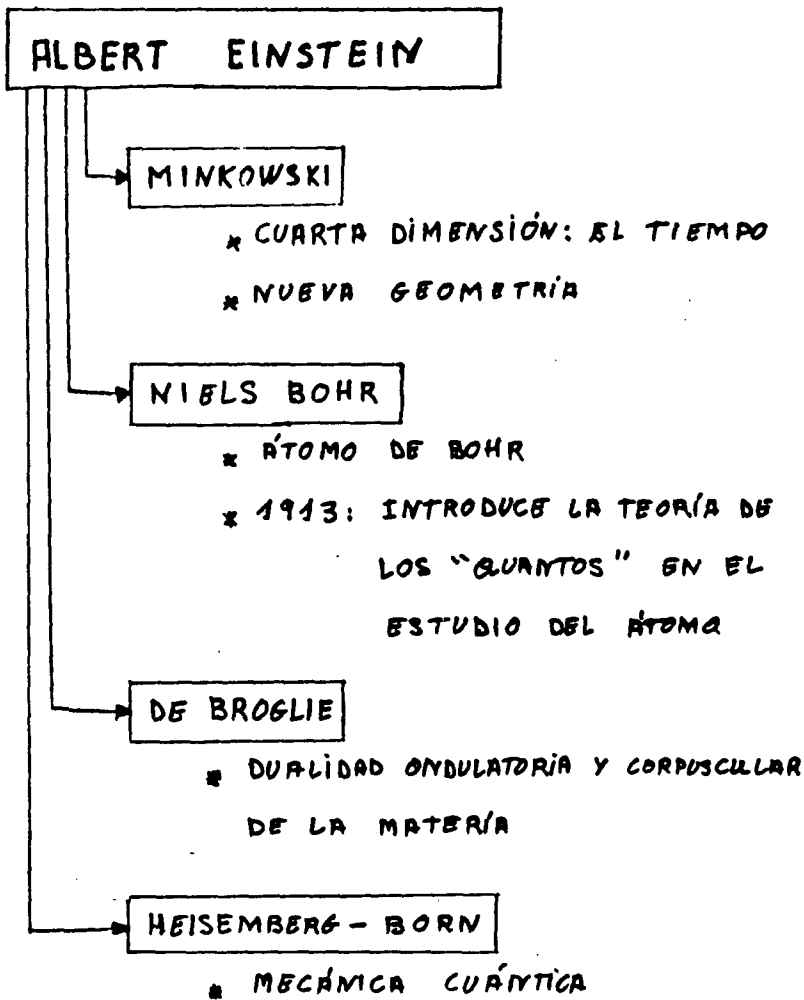 ALBERT EINSTEIN
MINKOWSKI
* CUARTA DIMENSIÓN: EL TIEMPO
* NUEVA GEOMETRÍA
NIELS BOHR
* ÁTOMO DE BOHR
* 1913: INTRODUCE LA TEORÍA DE
LOS "QUANTOS" EN EL
ESTUDIO DEL ÁTOMO
DE BROGLIE
* DUALIDAD ONDULATORIA Y CORPUSCULAR
DE LA MATERÍA
HEISEMBERG - BORN
* MECÁNICA CUÁNTICA